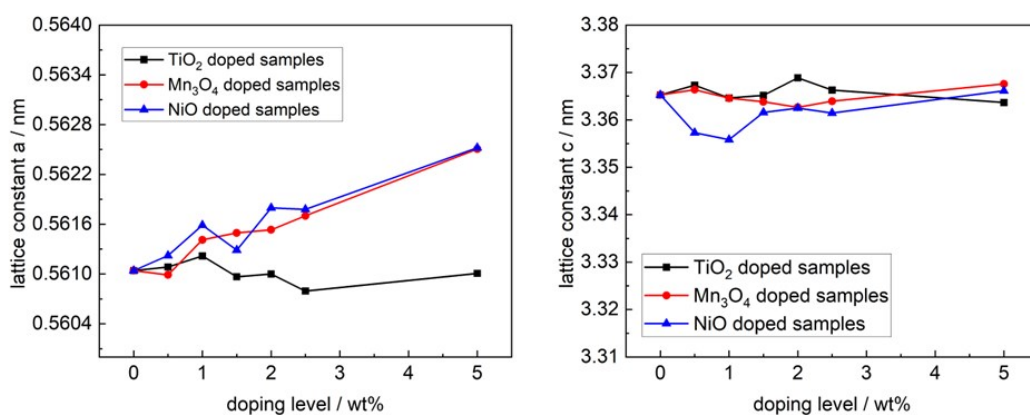 0.5640
0.5634
0.5628
0.5622
0.5616
0.5610
0.5604
lattice constant a / nm
TiO₂ doped samples
Mn₃O₄ doped samples
NiO doped samples
0 1 2 3 4 5
doping level / wt%
3.38
3.37
3.36
3.35
3.34
3.33
3.32
3.31
lattice constant c / nm
TiO₂ doped samples
Mn₃O₄ doped samples
NiO doped samples
0 1 2 3 4 5
doping level / wt%